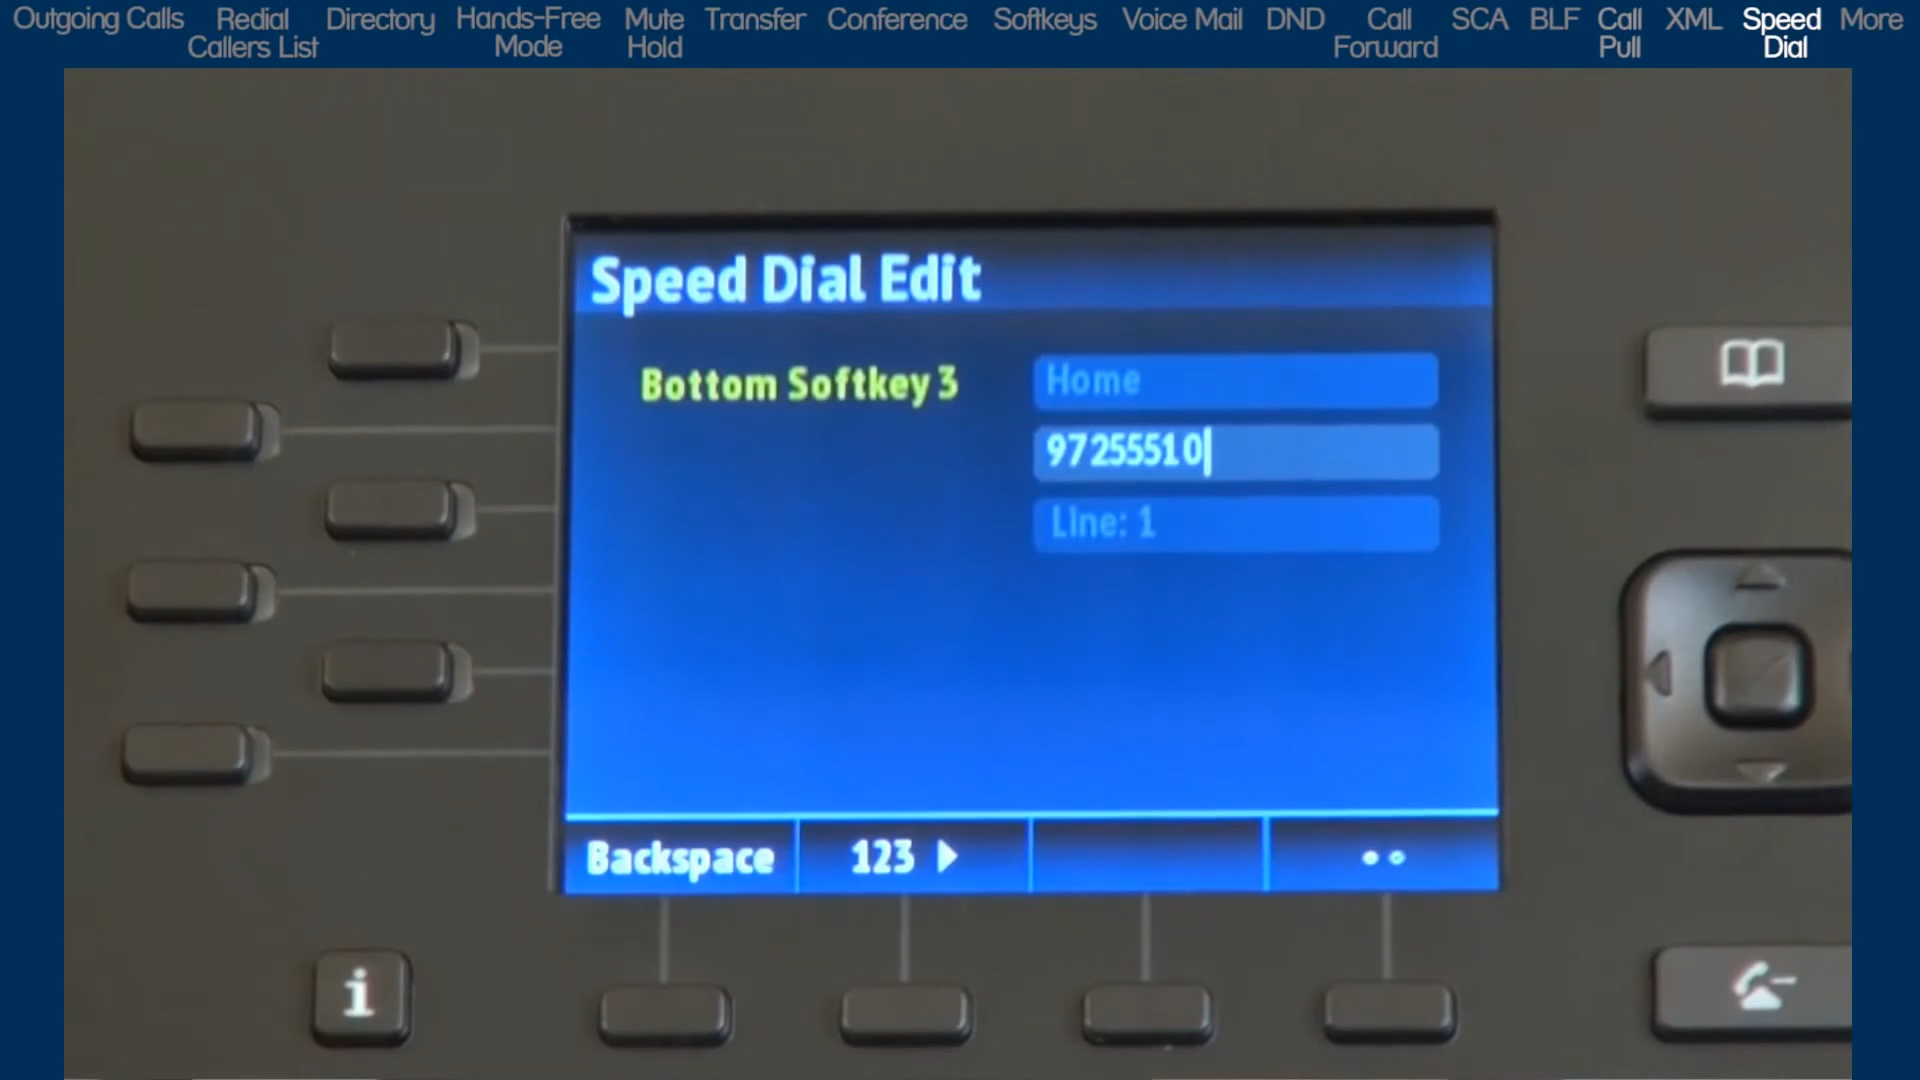 Outgoing Calls
Redial
Callers List
Directory
Hands-Free
Mode
Mute
Hold
Transfer
Conference
Softkeys
Voice Mail
DND
Call
Forward
SCA
BLF
Call
Pull
XML
Speed
Dial
More
Speed Dial Edit
Bottom Softkey 3
Home
97255510
Line: 1
Backspace
123
i